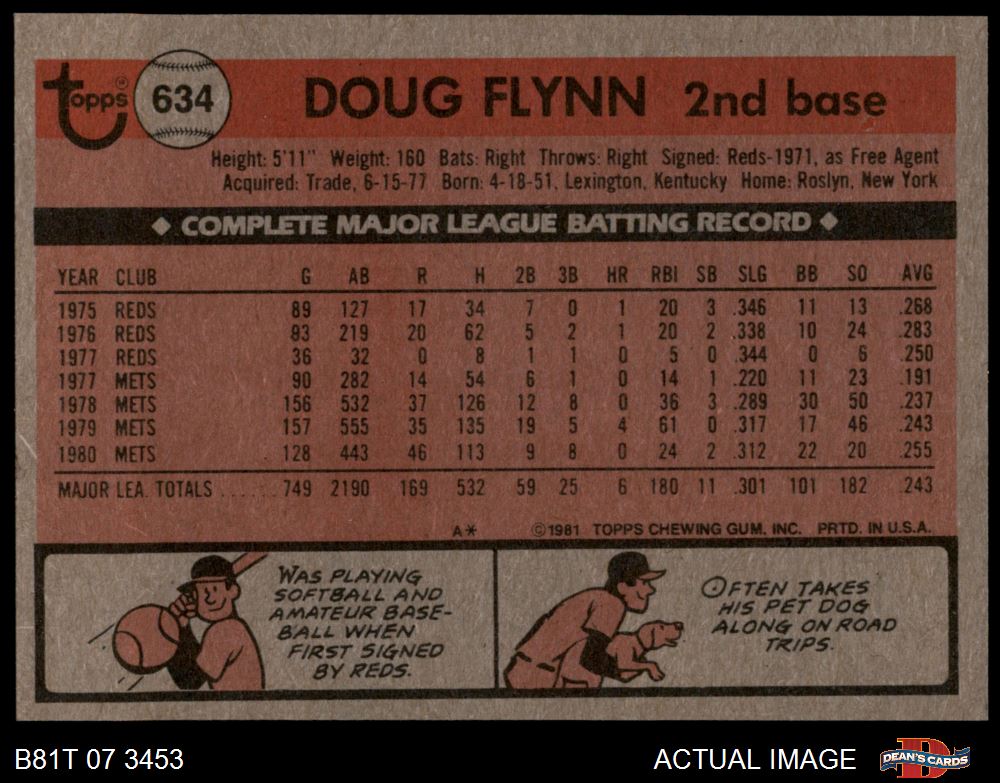 Topps ® 634 DOUG FLYNN 2nd base
Height: 5'11" Weight: 160 Bats: Right Throws: Right Signed: Reds-1971, as Free Agent
Acquired: Trade, 6-15-77 Born: 4-18-51, Lexington, Kentucky Home: Roslyn, New York
◆ COMPLETE MAJOR LEAGUE BATTING RECORD ◆
YEAR CLUB G AB R H 2B 3B HR RBI SB SLG BB SO AVG
1975 REDS 89 127 17 34 7 0 1 20 3 .346 11 13 .268
1976 REDS 93 219 20 62 5 2 1 20 2 .338 10 24 .283
1977 REDS 36 32 0 8 1 1 0 5 0 .344 0 6 .250
1977 METS 90 282 14 54 6 1 0 14 1 .220 11 23 .191
1978 METS 156 532 37 126 12 8 0 36 3 .289 30 50 .237
1979 METS 157 555 35 135 19 5 4 61 0 .317 17 46 .243
1980 METS 128 443 46 113 9 8 0 24 2 .312 22 20 .255
MAJOR LEA. TOTALS ...... 749 2190 169 532 59 25 6 180 11 .301 101 182 .243
A* ©1981 TOPPS CHEWING GUM, INC. PRTD. IN U.S.A.
WAS PLAYING
SOFTBALL AND
AMATEUR BASE-
BALL WHEN
FIRST SIGNED
BY REDS.
OFTEN TAKES
HIS PET DOG
ALONG ON ROAD
TRIPS.
B81T 07 3453 ACTUAL IMAGE DEAN'S CARDS